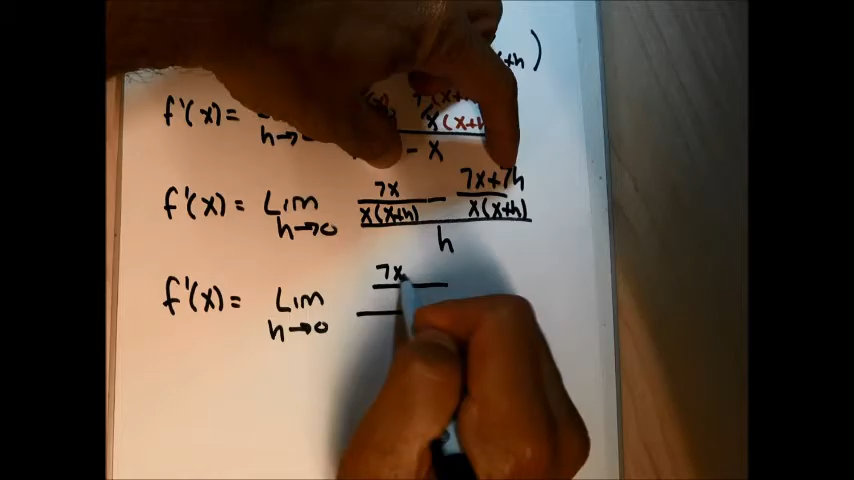 +h)
f'(x) = h→0 x(x+h
- x
f'(x) = Lim h→0 7x/x(x+h) - 7x+7h/x(x+h) / h
f'(x) = Lim h→0 7x